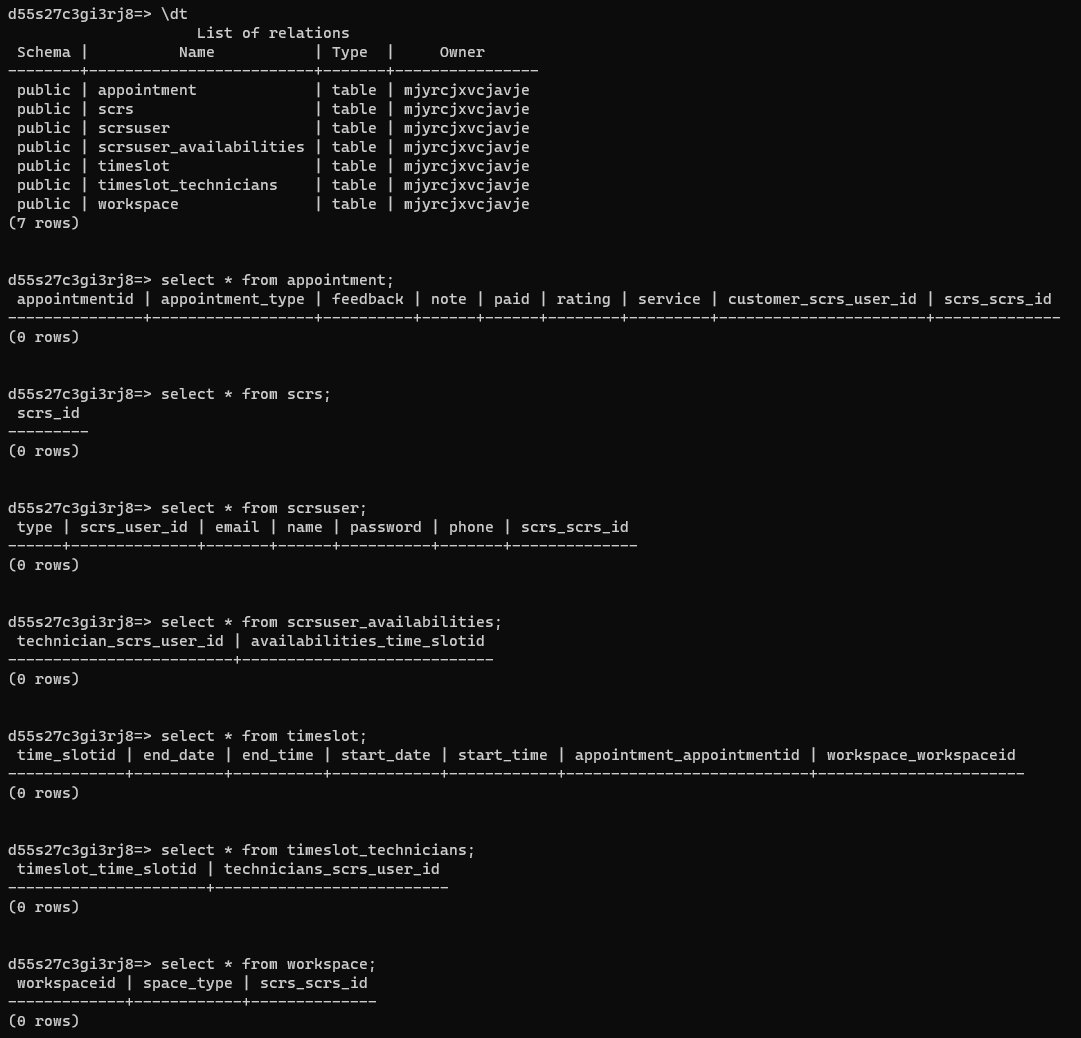 d55s27c3gi3rj8=> \dt
                     List of relations
 Schema |          Name           | Type  |     Owner
--------+-------------------------+-------+----------------
 public | appointment             | table | mjyrcjxvcjavje
 public | scrs                    | table | mjyrcjxvcjavje
 public | scrsuser                | table | mjyrcjxvcjavje
 public | scrsuser_availabilities | table | mjyrcjxvcjavje
 public | timeslot                | table | mjyrcjxvcjavje
 public | timeslot_technicians    | table | mjyrcjxvcjavje
 public | workspace               | table | mjyrcjxvcjavje
(7 rows)
d55s27c3gi3rj8=> select * from appointment;
 appointmentid | appointment_type | feedback | note | paid | rating | service | customer_scrs_user_id | scrs_scrs_id
---------------+------------------+----------+------+------+--------+---------+-----------------------+--------------
(0 rows)
d55s27c3gi3rj8=> select * from scrs;
 scrs_id
---------
(0 rows)
d55s27c3gi3rj8=> select * from scrsuser;
 type | scrs_user_id | email | name | password | phone | scrs_scrs_id
------+--------------+-------+------+----------+-------+--------------
(0 rows)
d55s27c3gi3rj8=> select * from scrsuser_availabilities;
 technician_scrs_user_id | availabilities_time_slotid
-------------------------+----------------------------
(0 rows)
d55s27c3gi3rj8=> select * from timeslot;
 time_slotid | end_date | end_time | start_date | start_time | appointment_appointmentid | workspace_workspaceid
-------------+----------+----------+------------+------------+---------------------------+-----------------------
(0 rows)
d55s27c3gi3rj8=> select * from timeslot_technicians;
 timeslot_time_slotid | technicians_scrs_user_id
----------------------+--------------------------
(0 rows)
d55s27c3gi3rj8=> select * from workspace;
 workspaceid | space_type | scrs_scrs_id
-------------+------------+--------------
(0 rows)